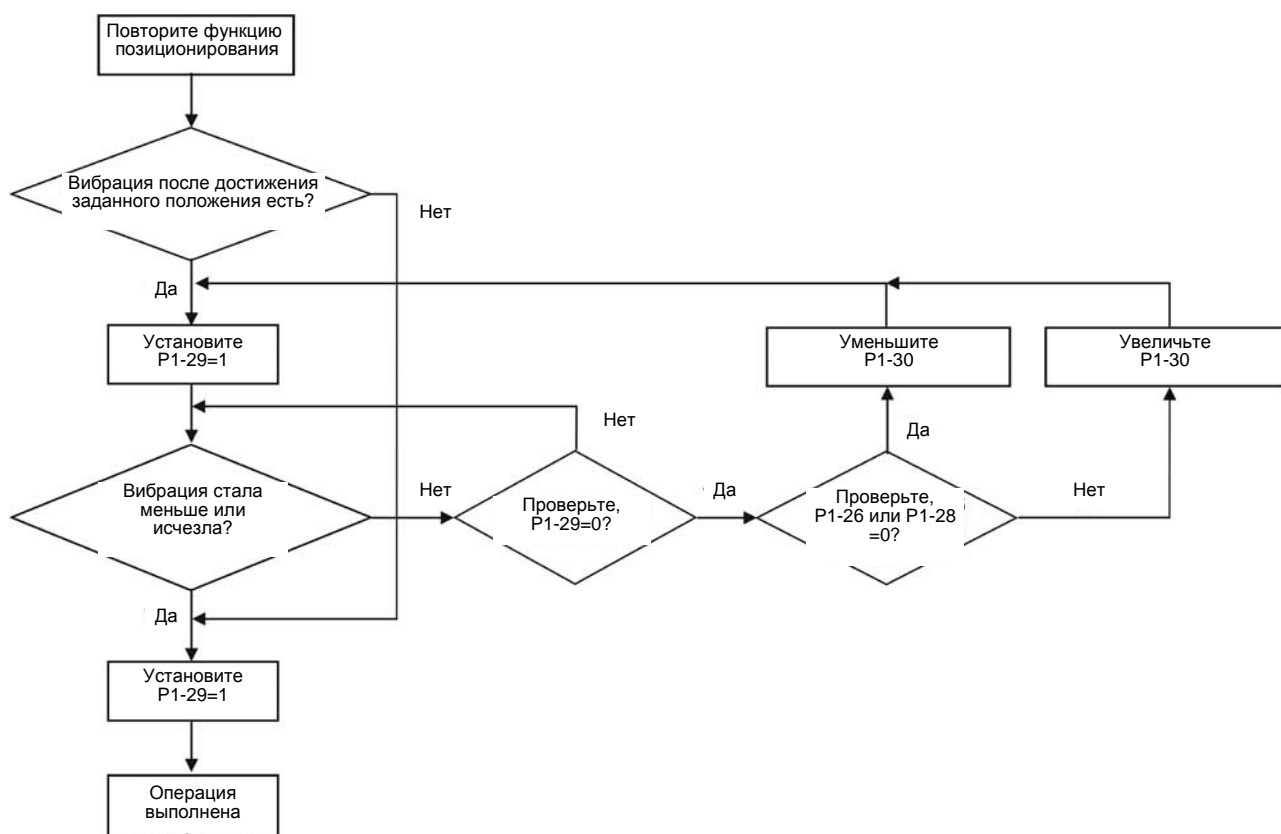 Повторите функцию
позиционирования
Вибрация после достижения
заданного положения есть?
Нет
Да
Установите
P1-29=1
Уменьшите
P1-30
Увеличьте
P1-30
Нет
Да
Вибрация стала
меньше или
исчезла?
Нет
Проверьте,
P1-29=0?
Да
Проверьте,
P1-26 или P1-28
=0?
Нет
Да
Установите
P1-29=1
Операция
выполнена